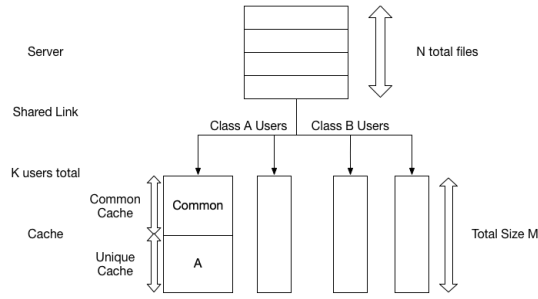 Server
N total files
Shared Link
Class A Users
Class B Users
K users total
Common
Cache
Common
Cache
Total Size M
Unique
Cache
A